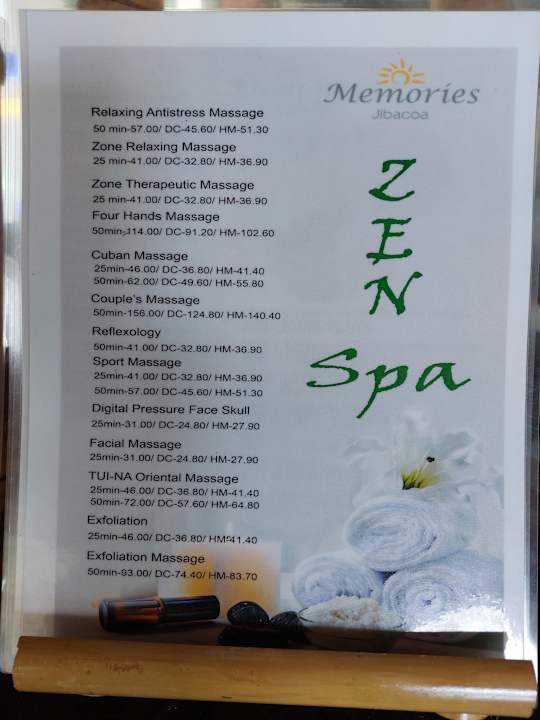 Memories
Jibacoa
ZEN
Spa
Relaxing Antistress Massage
50 min-57.00/ DC-45.60/ HM-51.30
Zone Relaxing Massage
25 min-41.00/ DC-32.80/ HM-36.90
Zone Therapeutic Massage
25 min-41.00/ DC-32.80/ HM-36.90
Four Hands Massage
50min-114.00/ DC-91.20/ HM-102.60
Cuban Massage
25min-46.00/ DC-36.80/ HM-41.40
50min-62.00/ DC-49.60/ HM-55.80
Couple's Massage
50min-156.00/ DC-124.80/ HM-140.40
Reflexology
50min-41.00/ DC-32.80/ HM-36.90
Sport Massage
25min-41.00/ DC-32.80/ HM-36.90
50min-57.00/ DC-45.60/ HM-51.30
Digital Pressure Face Skull
25min-31.00/ DC-24.80/ HM-27.90
Facial Massage
25min-31.00/ DC-24.80/ HM-27.90
TUI-NA Oriental Massage
25min-46.00/ DC-36.80/ HM-41.40
50min-72.00/ DC-57.60/ HM-64.80
Exfoliation
25min-46.00/ DC-36.80/ HM-41.40
Exfoliation Massage
50min-93.00/ DC-74.40/ HM-83.70